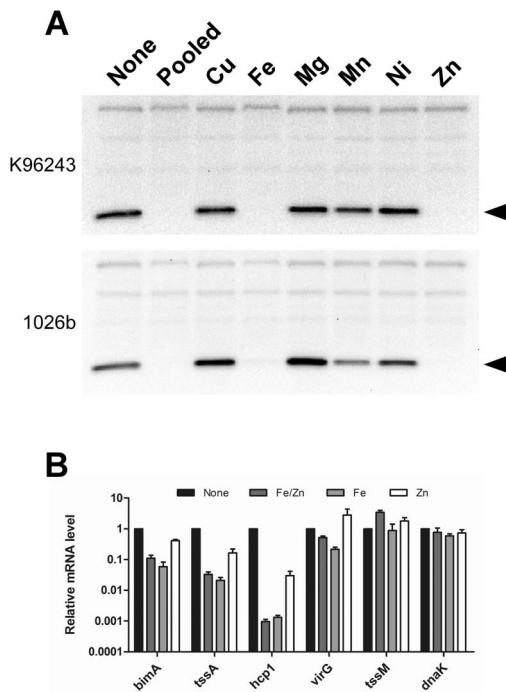 A
None Pooled Cu Fe Mg Mn Ni Zn
K96243
1026b
B
None Fe/Zn Fe Zn
Relative mRNA level
10
1
0.1
0.01
0.001
0.0001
bimA tssA hcp1 virG tssM dnaK